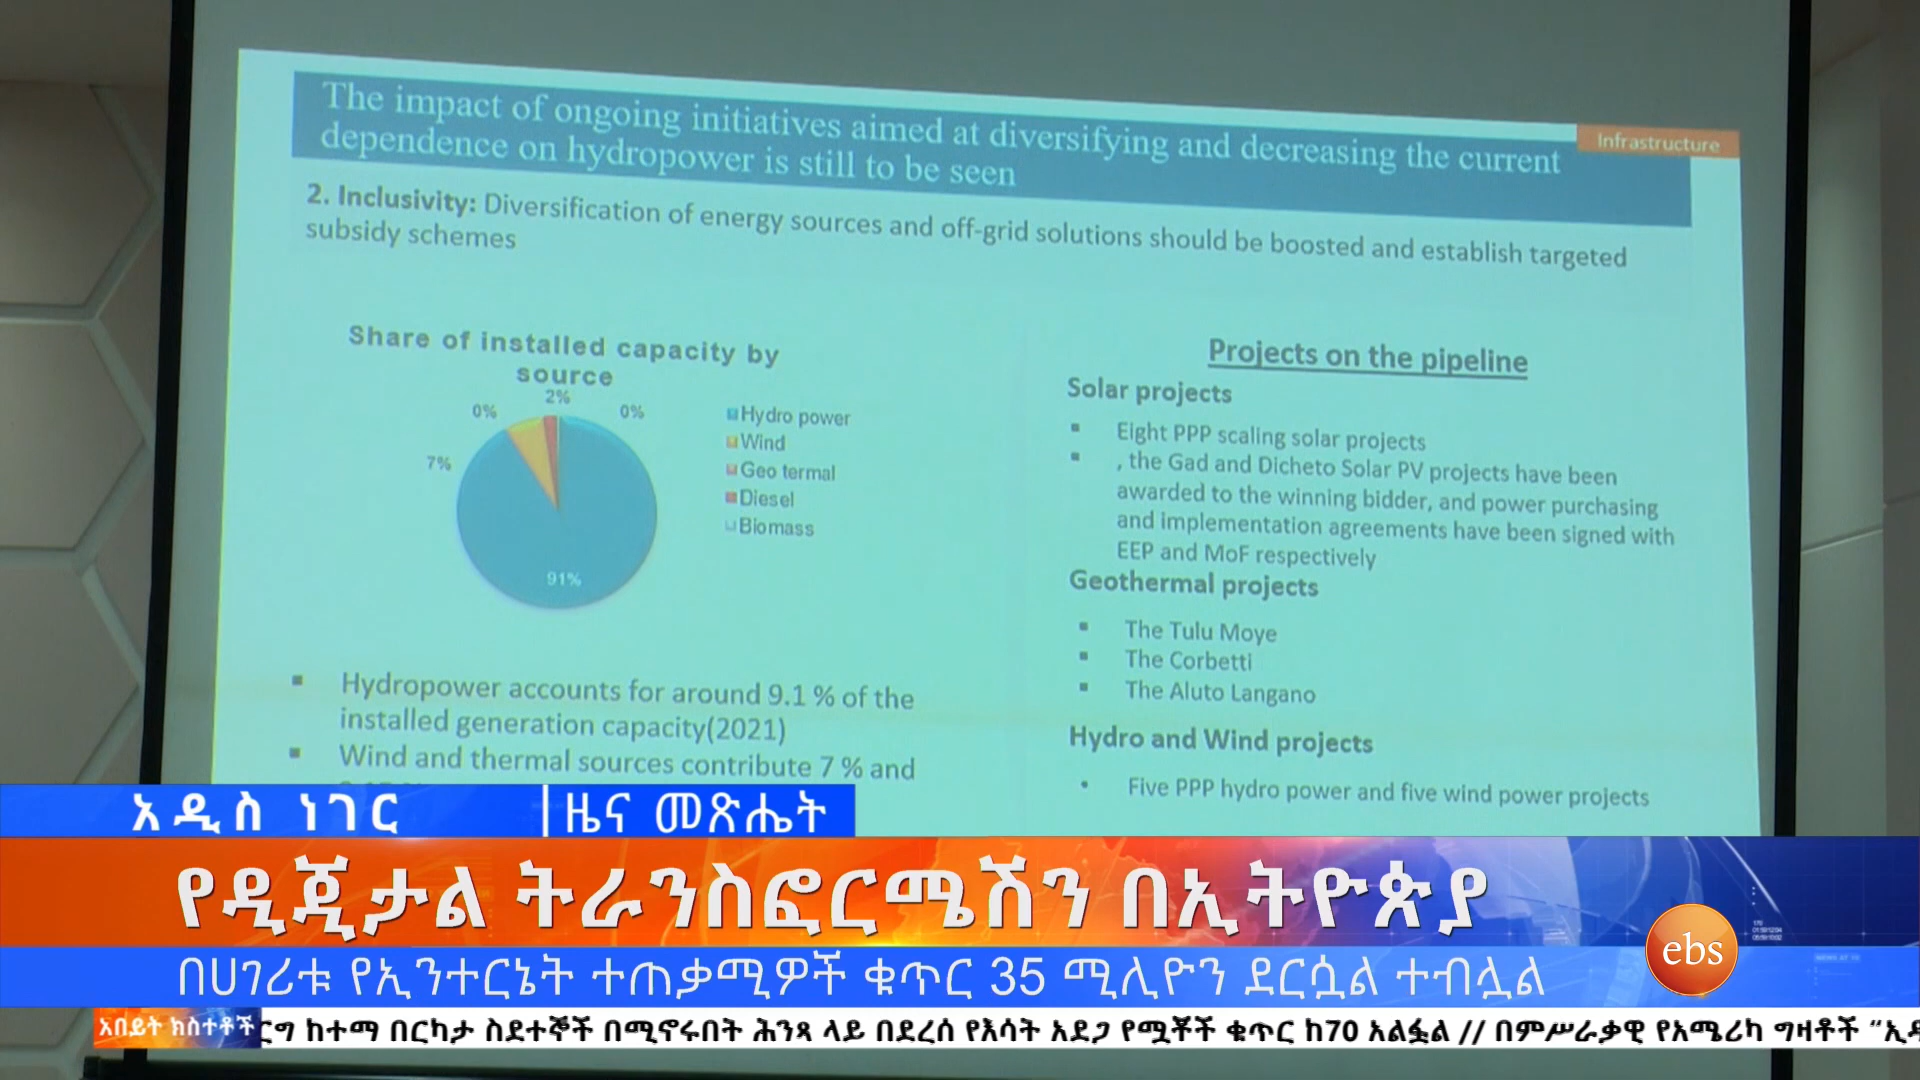 The impact of ongoing initiatives aimed at diversifying and decreasing the current
dependence on hydropower is still to be seen
Infrastructure
2. Inclusivity: Diversification of energy sources and off-grid solutions should be boosted and establish targeted
subsidy schemes
Share of installed capacity by
source
0%
2%
0%
7%
91%
Hydro power
Wind
Geo termal
Diesel
Biomass
Hydropower accounts for around 9.1 % of the
installed generation capacity(2021)
Wind and thermal sources contribute 7 % and
Projects on the pipeline
Solar projects
Eight PPP scaling solar projects
, the Gad and Dicheto Solar PV projects have been
awarded to the winning bidder, and power purchasing
and implementation agreements have been signed with
EEP and MoF respectively
Geothermal projects
The Tulu Moye
The Corbetti
The Aluto Langano
Hydro and Wind projects
Five PPP hydro power and five wind power projects
አዲስ ነገር |ዜና መጽሔት
የዲጂታል ትራንስፎርሜሽን በኢትዮጵያ
በሀገሪቱ የኢንተርኔት ተጠቃሚዎች ቁጥር 35 ሚሊዮን ደርሷል ተብሏል
ebs
አበይት ክስተቶች
ርግ ከተማ በርካታ ስደተኞች በሚኖሩበት ሕንጻ ላይ በደረሰ የእሳት አደጋ የሟቾች ቁጥር ከ70 አልፏል // በምሥራቃዊ የአሜሪካ ግዛቶች “ኢዳ